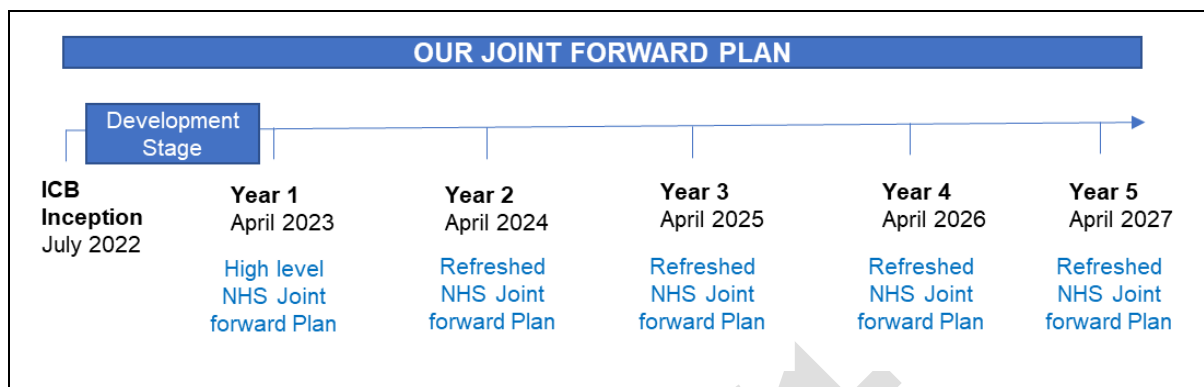 OUR JOINT FORWARD PLAN
Development
Stage
ICB
Inception
July 2022
Year 1
April 2023
High level
NHS Joint
forward Plan
Year 2
April 2024
Refreshed
NHS Joint
forward Plan
Year 3
April 2025
Refreshed
NHS Joint
forward Plan
Year 4
April 2026
Refreshed
NHS Joint
forward Plan
Year 5
April 2027
Refreshed
NHS Joint
forward Plan